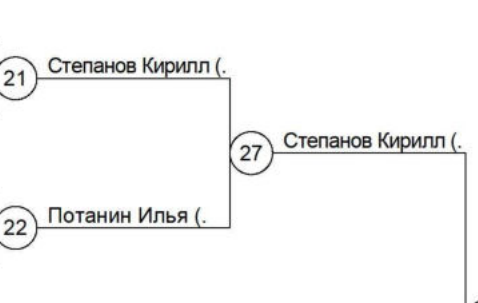 Степанов Кирилл (.
21
27
Степанов Кирилл (.
Потанин Илья (.
22